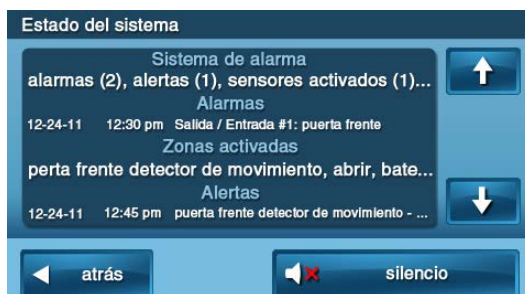 Estado del sistema
Sistema de alarma
alarmas (2), alertas (1), sensores activados (1)...
Alarmas
12-24-11 12:30 pm Salida / Entrada #1: puerta frente
Zonas activadas
perta frente detector de movimiento, abrir, bate...
Alertas
12-24-11 12:45 pm puerta frente detector de movimiento - ...
atrás
silencio